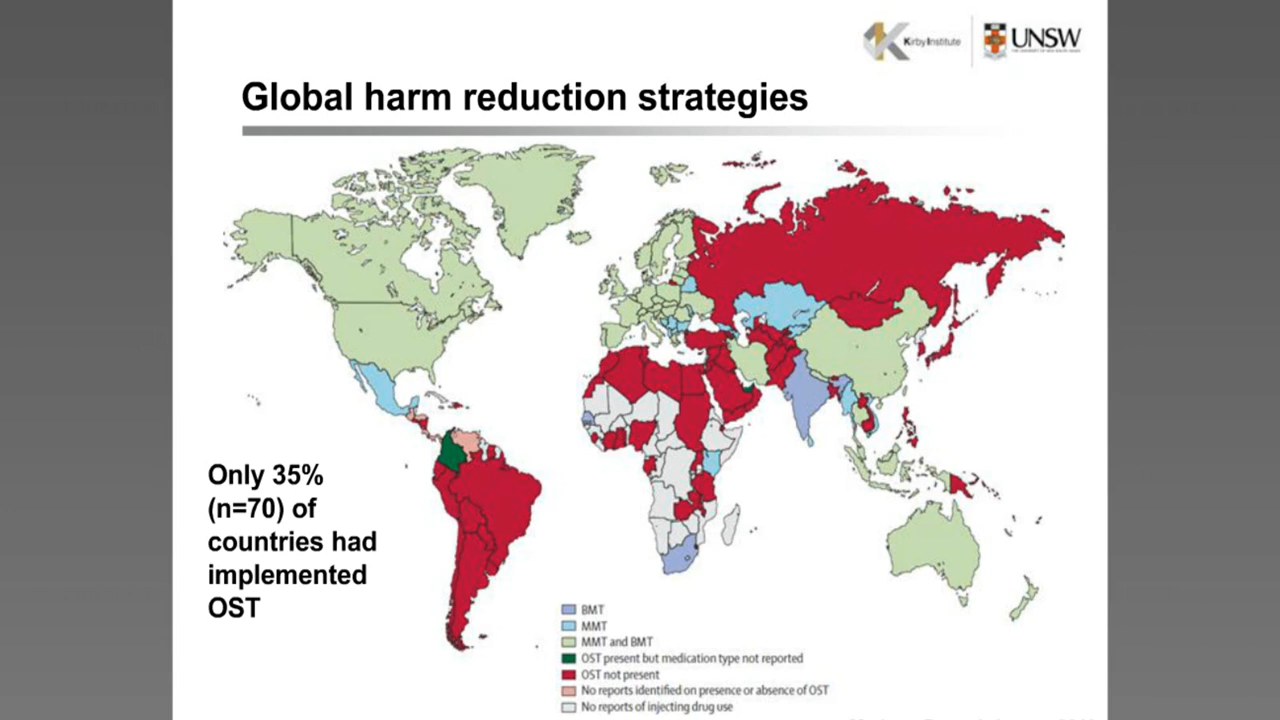 Kirby Institute
UNSW
Global harm reduction strategies
Only 35%
(n=70) of
countries had
implemented
OST
BMT
MMT
MMT and BMT
OST present but medication type not reported
OST not present
No reports identified on presence or absence of OST
No reports of injecting drug use